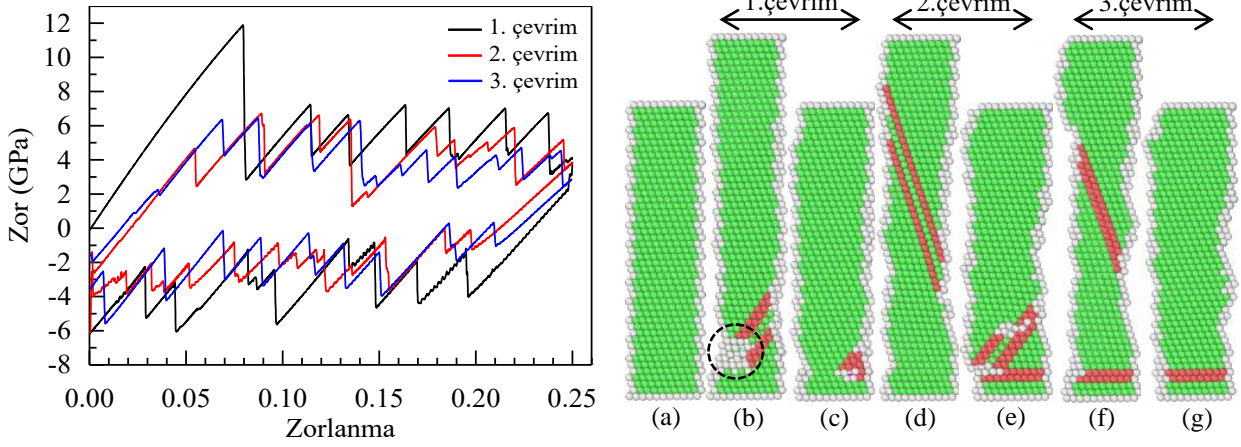 1.çevrim 2.çevrim 3.çevrim
12
10
8
6
4
2
0
-2
-4
-6
-8
Zor (GPa)
1. çevrim
2. çevrim
3. çevrim
0.00 0.05 0.10 0.15 0.20 0.25
Zorlanma
(a) (b) (c) (d) (e) (f) (g)